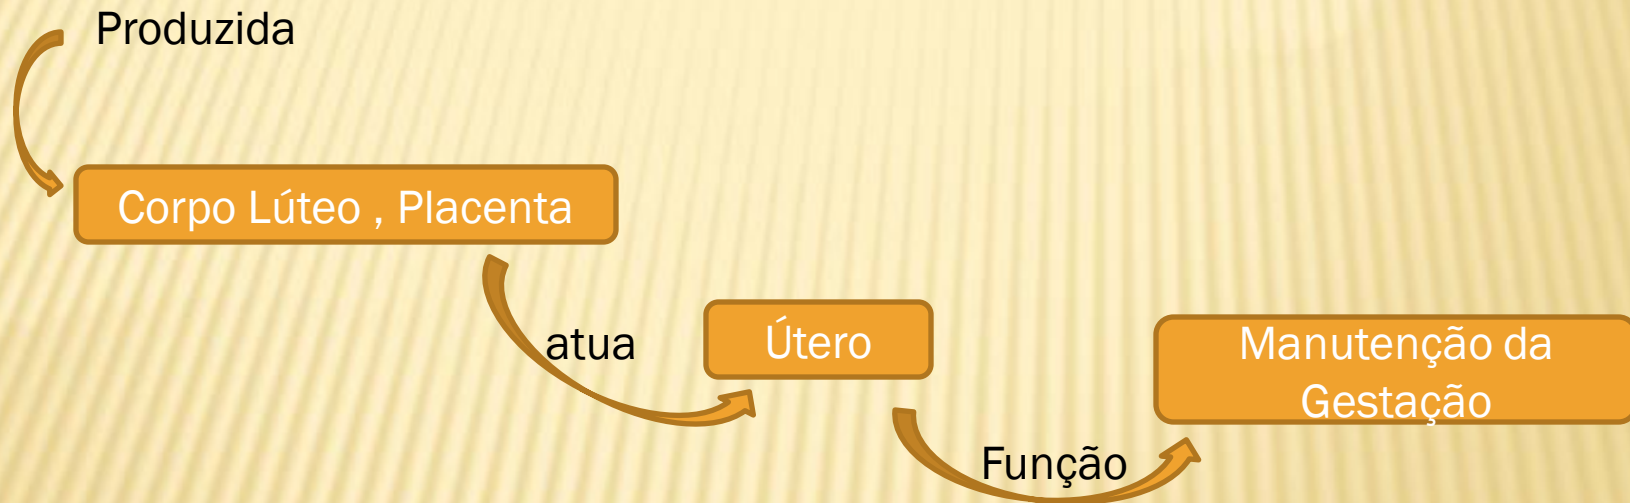 Produzida
Corpo Lúteo , Placenta
atua
Útero
Função
Manutenção da
Gestação